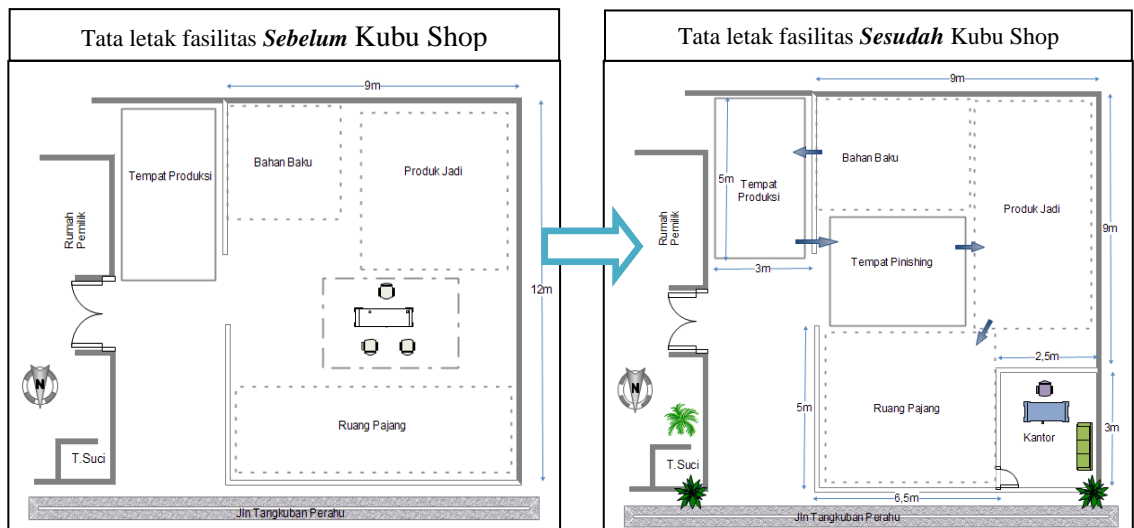 Tata letak fasilitas Sebelum Kubu Shop
9m
Tempat Produksi
Bahan Baku
Produk Jadi
Rumah
Pemilik
12m
N
Ruang Pajang
T.Suci
Jln Tangkuban Perahu
Tata letak fasilitas Sesudah Kubu Shop
9m
Bahan Baku
5m
Tempat
Produksi
Produk Jadi
Rumah
Pemilik
9m
Tempat Pinishing
3m
2,5m
N
5m
Ruang Pajang
Kantor
3m
T.Suci
6,5m
Jln Tangkuban Perahu